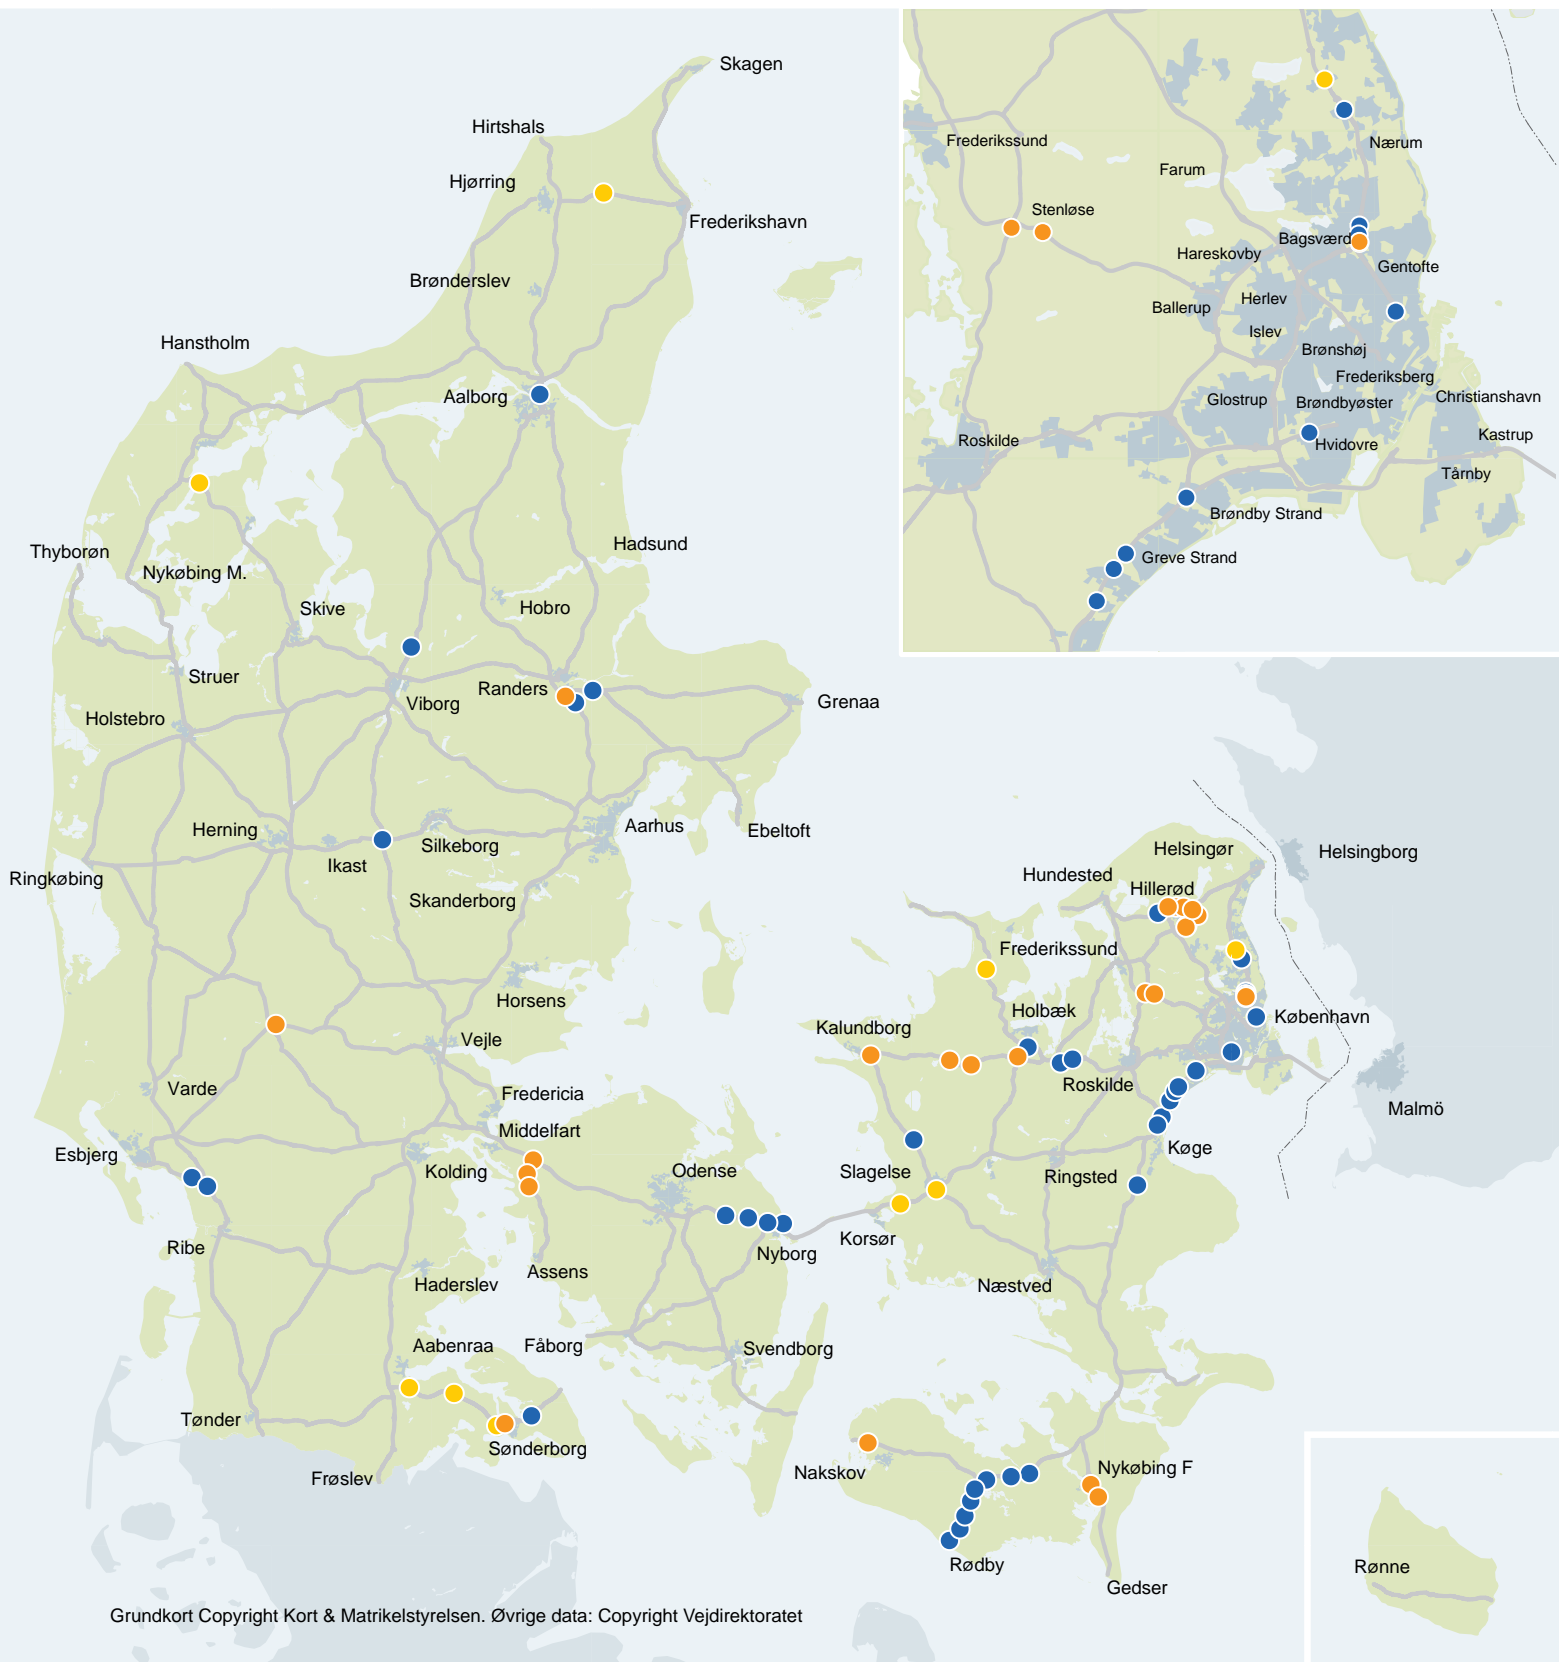 Skagen
Hirtshals
Hjørring
Frederikshavn
Brønderslev
Hanstholm
Aalborg
Thyborøn
Nykøbing M.
Hadsund
Skive
Hobro
Struer
Viborg
Randers
Grenaa
Holstebro
Herning
Ikast
Silkeborg
Aarhus
Ebeltoft
Ringkøbing
Skanderborg
Horsens
Vejle
Varde
Fredericia
Middelfart
Esbjerg
Kolding
Odense
Ribe
Nyborg
Haderslev
Assens
Aabenraa
Fåborg
Svendborg
Tønder
Sønderborg
Frøslev
Frederikssund
Nærum
Farum
Stenløse
Bagsværd
Hareskovby
Gentofte
Ballerup
Herlev
Islev
Brønshøj
Frederiksberg
Glostrup
Brøndbyøster
Christianshavn
Roskilde
Hvidovre
Kastrup
Tårnby
Brøndby Strand
Greve Strand
Helsingør
Helsingborg
Hundested
Hillerød
Frederikssund
Holbæk
København
Kalundborg
Roskilde
Malmö
Køge
Slagelse
Ringsted
Korsør
Næstved
Nakskov
Nykøbing F
Rødby
Gedser
Rønne
Grundkort Copyright Kort & Matrikelstyrelsen. Øvrige data: Copyright Vejdirektoratet